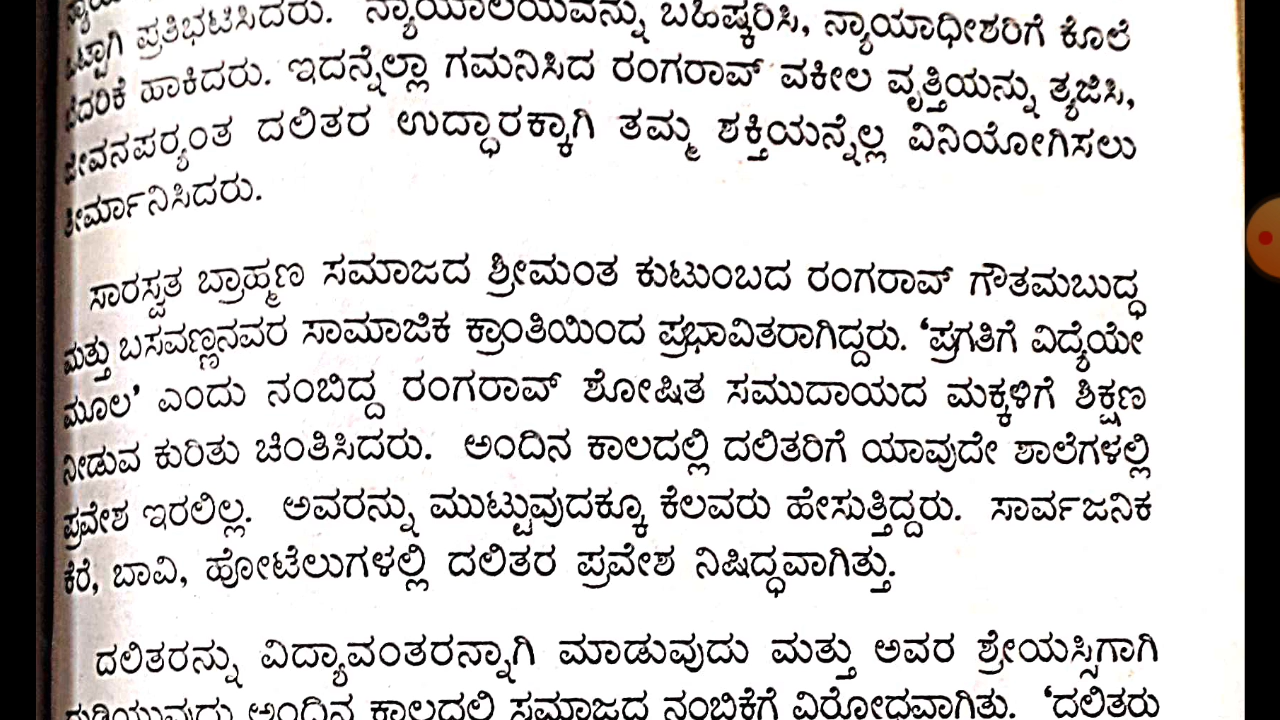 ಪ್ರತಿಭಟಿಸಿದರು. ನ್ಯಾಯಾಲಯವನ್ನು ಬಹಿಷ್ಕರಿಸಿ, ನ್ಯಾಯಾಧೀಶರಿಗೆ ಕೊಲೆ
ಬೆದರಿಕೆ ಹಾಕಿದರು. ಇದನ್ನೆಲ್ಲಾ ಗಮನಿಸಿದ ರಂಗರಾವ್ ವಕೀಲ ವೃತ್ತಿಯನ್ನು ತ್ಯಜಿಸಿ,
ಜೀವನಪರ‍್ಯಂತ ದಲಿತರ ಉದ್ಧಾರಕ್ಕಾಗಿ ತಮ್ಮ ಶಕ್ತಿಯನ್ನೆಲ್ಲ ವಿನಿಯೋಗಿಸಲು
ತೀರ್ಮಾನಿಸಿದರು.
ಸಾರಸ್ವತ ಬ್ರಾಹ್ಮಣ ಸಮಾಜದ ಶ್ರೀಮಂತ ಕುಟುಂಬದ ರಂಗರಾವ್ ಗೌತಮಬುದ್ಧ
ಮತ್ತು ಬಸವಣ್ಣನವರ ಸಾಮಾಜಿಕ ಕ್ರಾಂತಿಯಿಂದ ಪ್ರಭಾವಿತರಾಗಿದ್ದರು. ‘ಪ್ರಗತಿಗೆ ವಿದ್ಯೆಯೇ
ಮೂಲ’ ಎಂದು ನಂಬಿದ್ದ ರಂಗರಾವ್ ಶೋಷಿತ ಸಮುದಾಯದ ಮಕ್ಕಳಿಗೆ ಶಿಕ್ಷಣ
ನೀಡುವ ಕುರಿತು ಚಿಂತಿಸಿದರು. ಅಂದಿನ ಕಾಲದಲ್ಲಿ ದಲಿತರಿಗೆ ಯಾವುದೇ ಶಾಲೆಗಳಲ್ಲಿ
ಪ್ರವೇಶ ಇರಲಿಲ್ಲ. ಅವರನ್ನು ಮುಟ್ಟುವುದಕ್ಕೂ ಕೆಲವರು ಹೇಸುತ್ತಿದ್ದರು. ಸಾರ್ವಜನಿಕ
ಕೆರೆ, ಬಾವಿ, ಹೋಟೆಲುಗಳಲ್ಲಿ ದಲಿತರ ಪ್ರವೇಶ ನಿಷಿದ್ಧವಾಗಿತ್ತು.
ದಲಿತರನ್ನು ವಿದ್ಯಾವಂತರನ್ನಾಗಿ ಮಾಡುವುದು ಮತ್ತು ಅವರ ಶ್ರೇಯಸ್ಸಿಗಾಗಿ
ಅಂದಿನ ಕಾಲದಲ್ಲಿ ಸಮಾಜದ ನಂಬಿಕೆಗೆ ವಿರೋಧವಾಗಿತ್ತು. ‘ದಲಿತರು